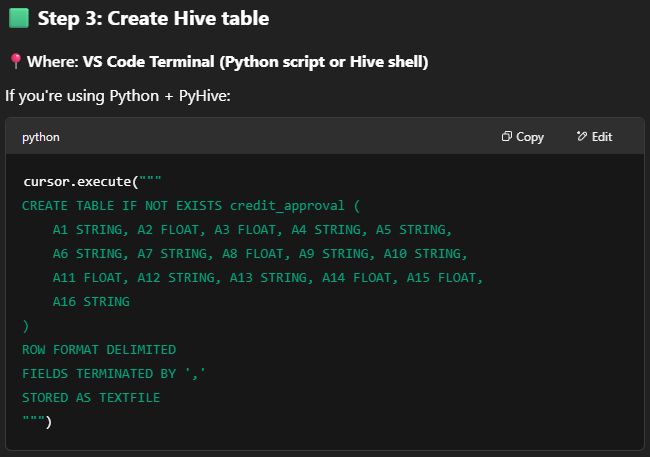 Step 3: Create Hive table
Where: VS Code Terminal (Python script or Hive shell)
If you're using Python + PyHive:
python Copy Edit
cursor.execute("""
CREATE TABLE IF NOT EXISTS credit_approval (
    A1 STRING, A2 FLOAT, A3 FLOAT, A4 STRING, A5 STRING,
    A6 STRING, A7 STRING, A8 FLOAT, A9 STRING, A10 STRING,
    A11 FLOAT, A12 STRING, A13 STRING, A14 FLOAT, A15 FLOAT,
    A16 STRING
)
ROW FORMAT DELIMITED
FIELDS TERMINATED BY ','
STORED AS TEXTFILE
""")